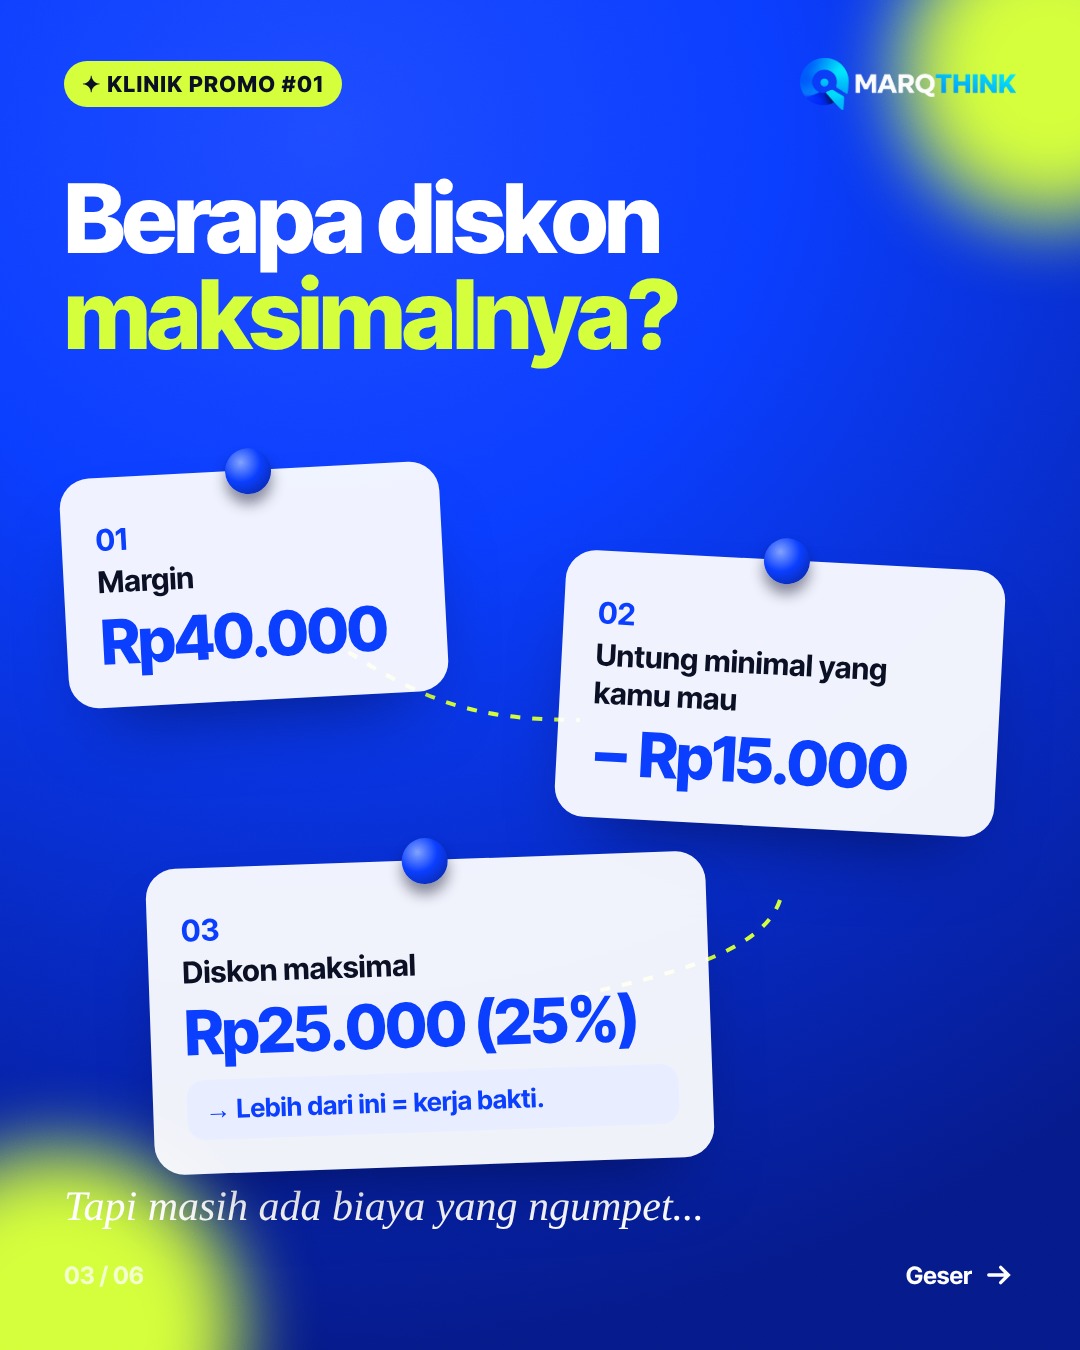 ✦ KLINIK PROMO #01
MARQTHINK
Berapa diskon
maksimalnya?
01
Margin
Rp40.000
02
Untung minimal yang
kamu mau
– Rp15.000
03
Diskon maksimal
Rp25.000 (25%)
→ Lebih dari ini = kerja bakti.
Tapi masih ada biaya yang ngumpet...
03 / 06
Geser →